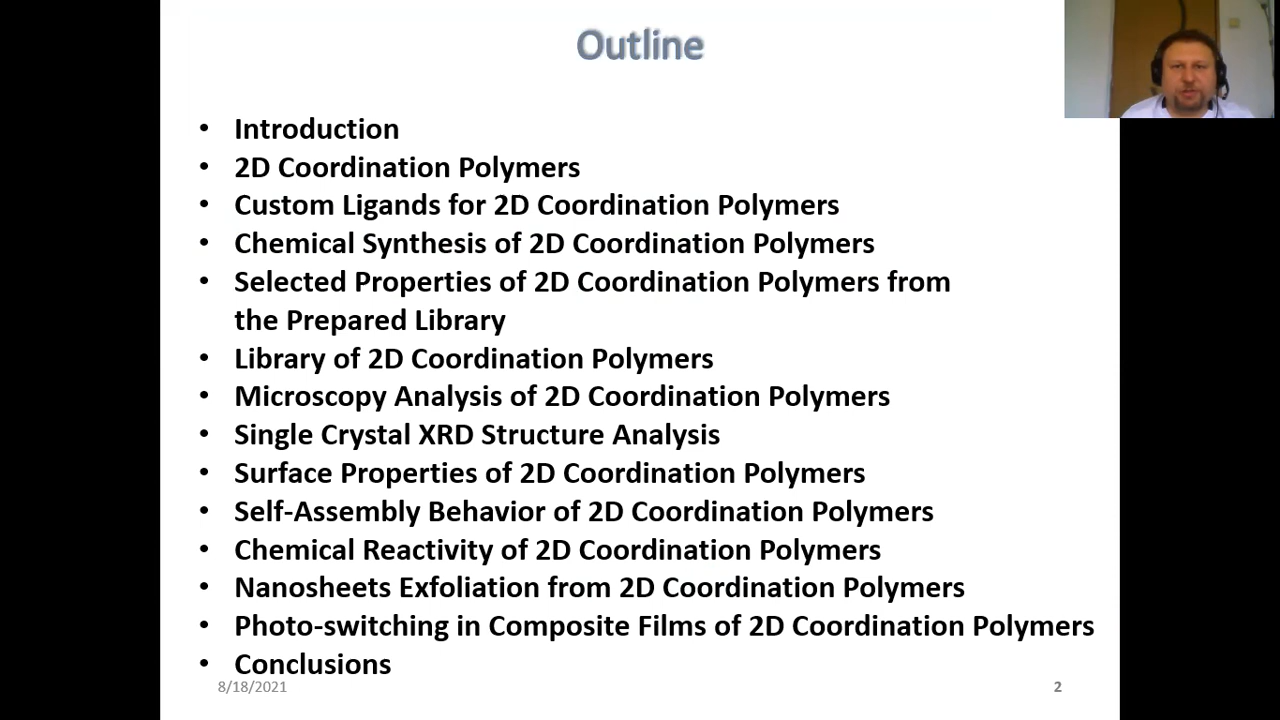 Outline
• Introduction
• 2D Coordination Polymers
• Custom Ligands for 2D Coordination Polymers
• Chemical Synthesis of 2D Coordination Polymers
• Selected Properties of 2D Coordination Polymers from
the Prepared Library
• Library of 2D Coordination Polymers
• Microscopy Analysis of 2D Coordination Polymers
• Single Crystal XRD Structure Analysis
• Surface Properties of 2D Coordination Polymers
• Self-Assembly Behavior of 2D Coordination Polymers
• Chemical Reactivity of 2D Coordination Polymers
• Nanosheets Exfoliation from 2D Coordination Polymers
• Photo-switching in Composite Films of 2D Coordination Polymers
• Conclusions
8/18/2021
2